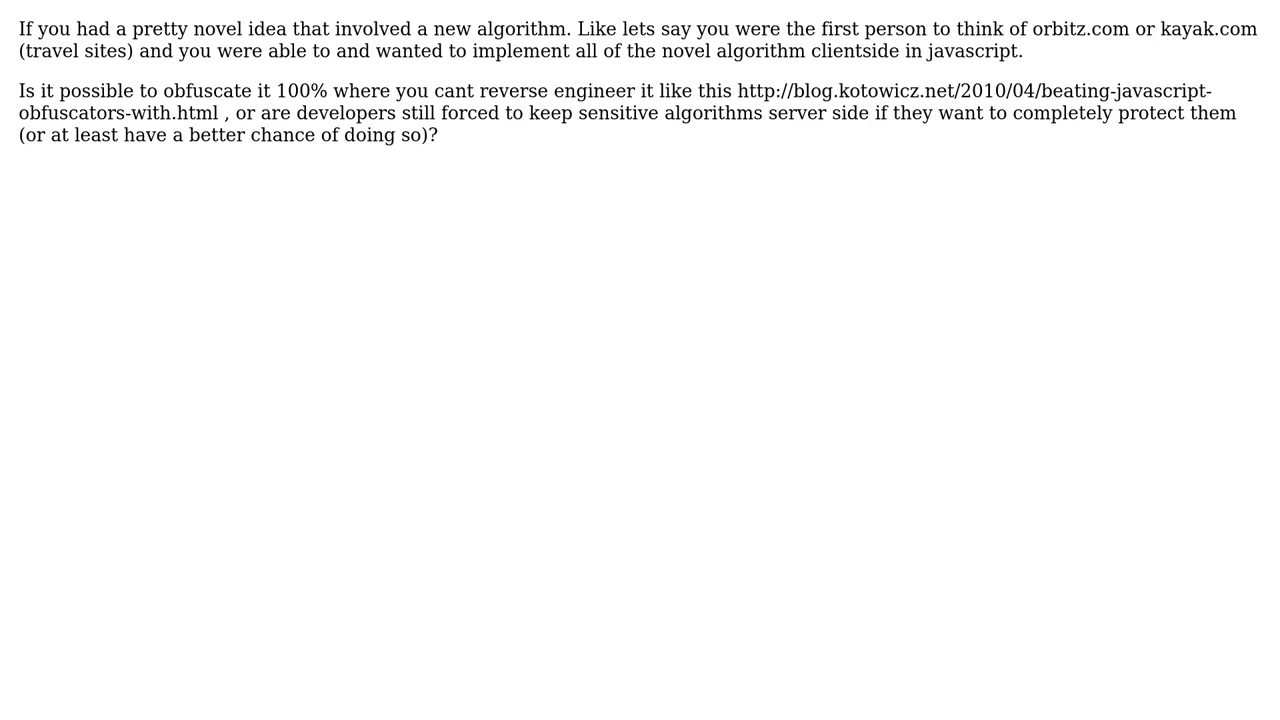 If you had a pretty novel idea that involved a new algorithm. Like lets say you were the first person to think of orbitz.com or kayak.com
(travel sites) and you were able to and wanted to implement all of the novel algorithm clientside in javascript.
Is it possible to obfuscate it 100% where you cant reverse engineer it like this http://blog.kotowicz.net/2010/04/beating-javascript-
obfuscators-with.html , or are developers still forced to keep sensitive algorithms server side if they want to completely protect them
(or at least have a better chance of doing so)?